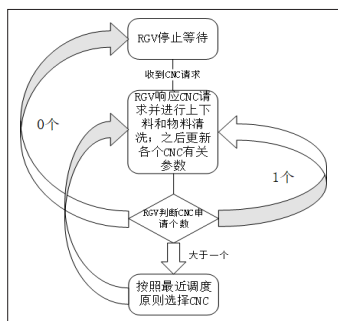 RGV停止等待
收到CNC请求
RGV响应CNC请
求并进行上下
料和物料清
洗；之后更新
各个CNC有关
参数
0个
1个
RGV判断CNC申
请个数
大于一个
按照最近调度
原则选择CNC